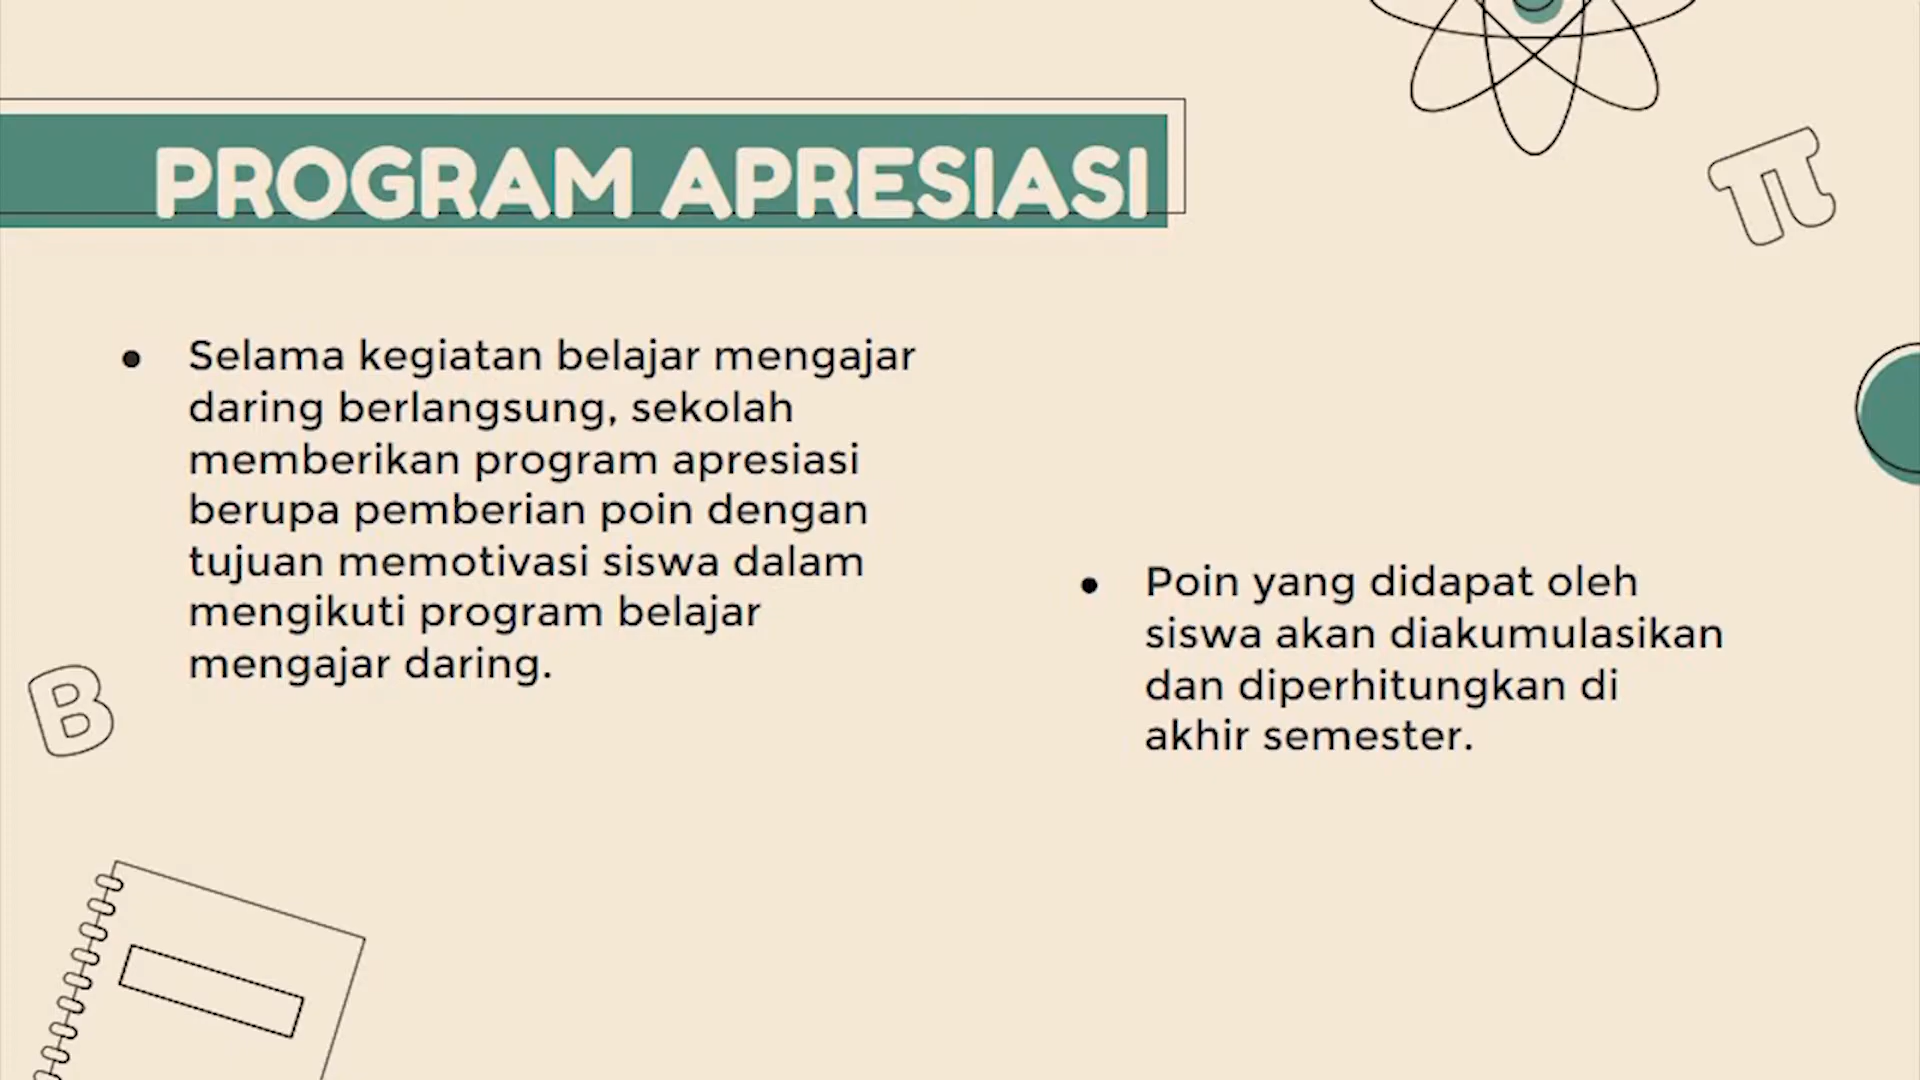 PROGRAM APRESIASI
Selama kegiatan belajar mengajar
daring berlangsung, sekolah
memberikan program apresiasi
berupa pemberian poin dengan
tujuan memotivasi siswa dalam
mengikuti program belajar
mengajar daring.
Poin yang didapat oleh
siswa akan diakumulasikan
dan diperhitungkan di
akhir semester.
π
B